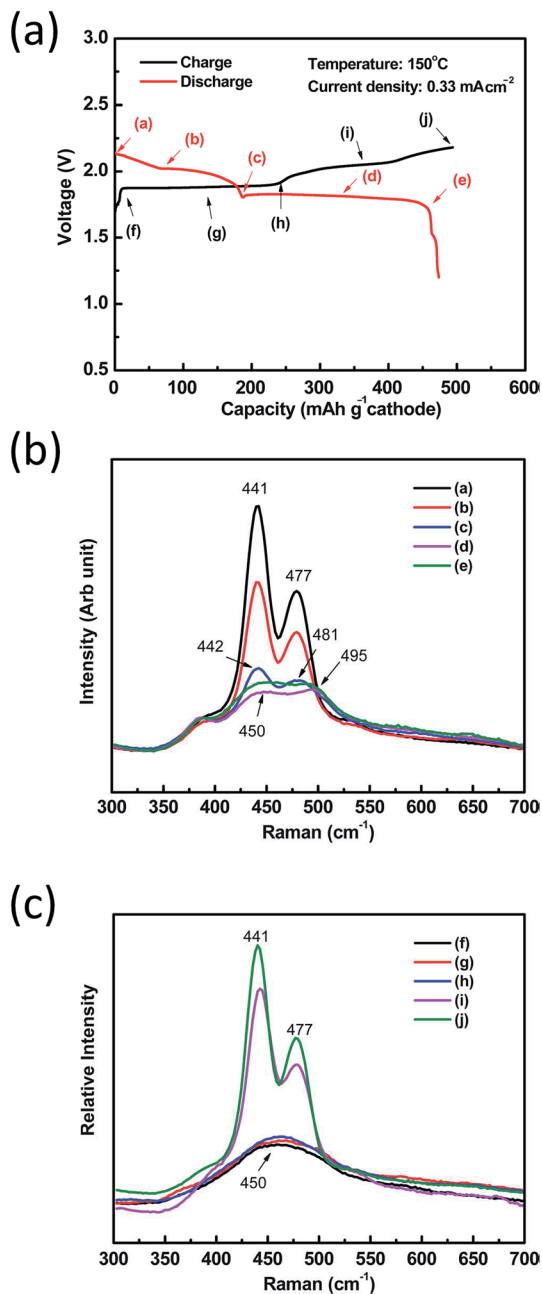 (a)
3.0
2.5
2.0
1.5
1.0
0.5
Voltage (V)
Charge
Discharge
Temperature: 150°C
Current density: 0.33 mAcm⁻²
(a)
(b)
(c)
(d)
(e)
(f)
(g)
(h)
(i)
(j)
0 100 200 300 400 500 600
Capacity (mAh g⁻¹cathode)
(b)
Intensity (Arb unit)
441
477
442
481
495
450
(a)
(b)
(c)
(d)
(e)
300 350 400 450 500 550 600 650 700
Raman (cm⁻¹)
(c)
Relative Intensity
441
477
450
(f)
(g)
(h)
(i)
(j)
300 350 400 450 500 550 600 650 700
Raman (cm⁻¹)